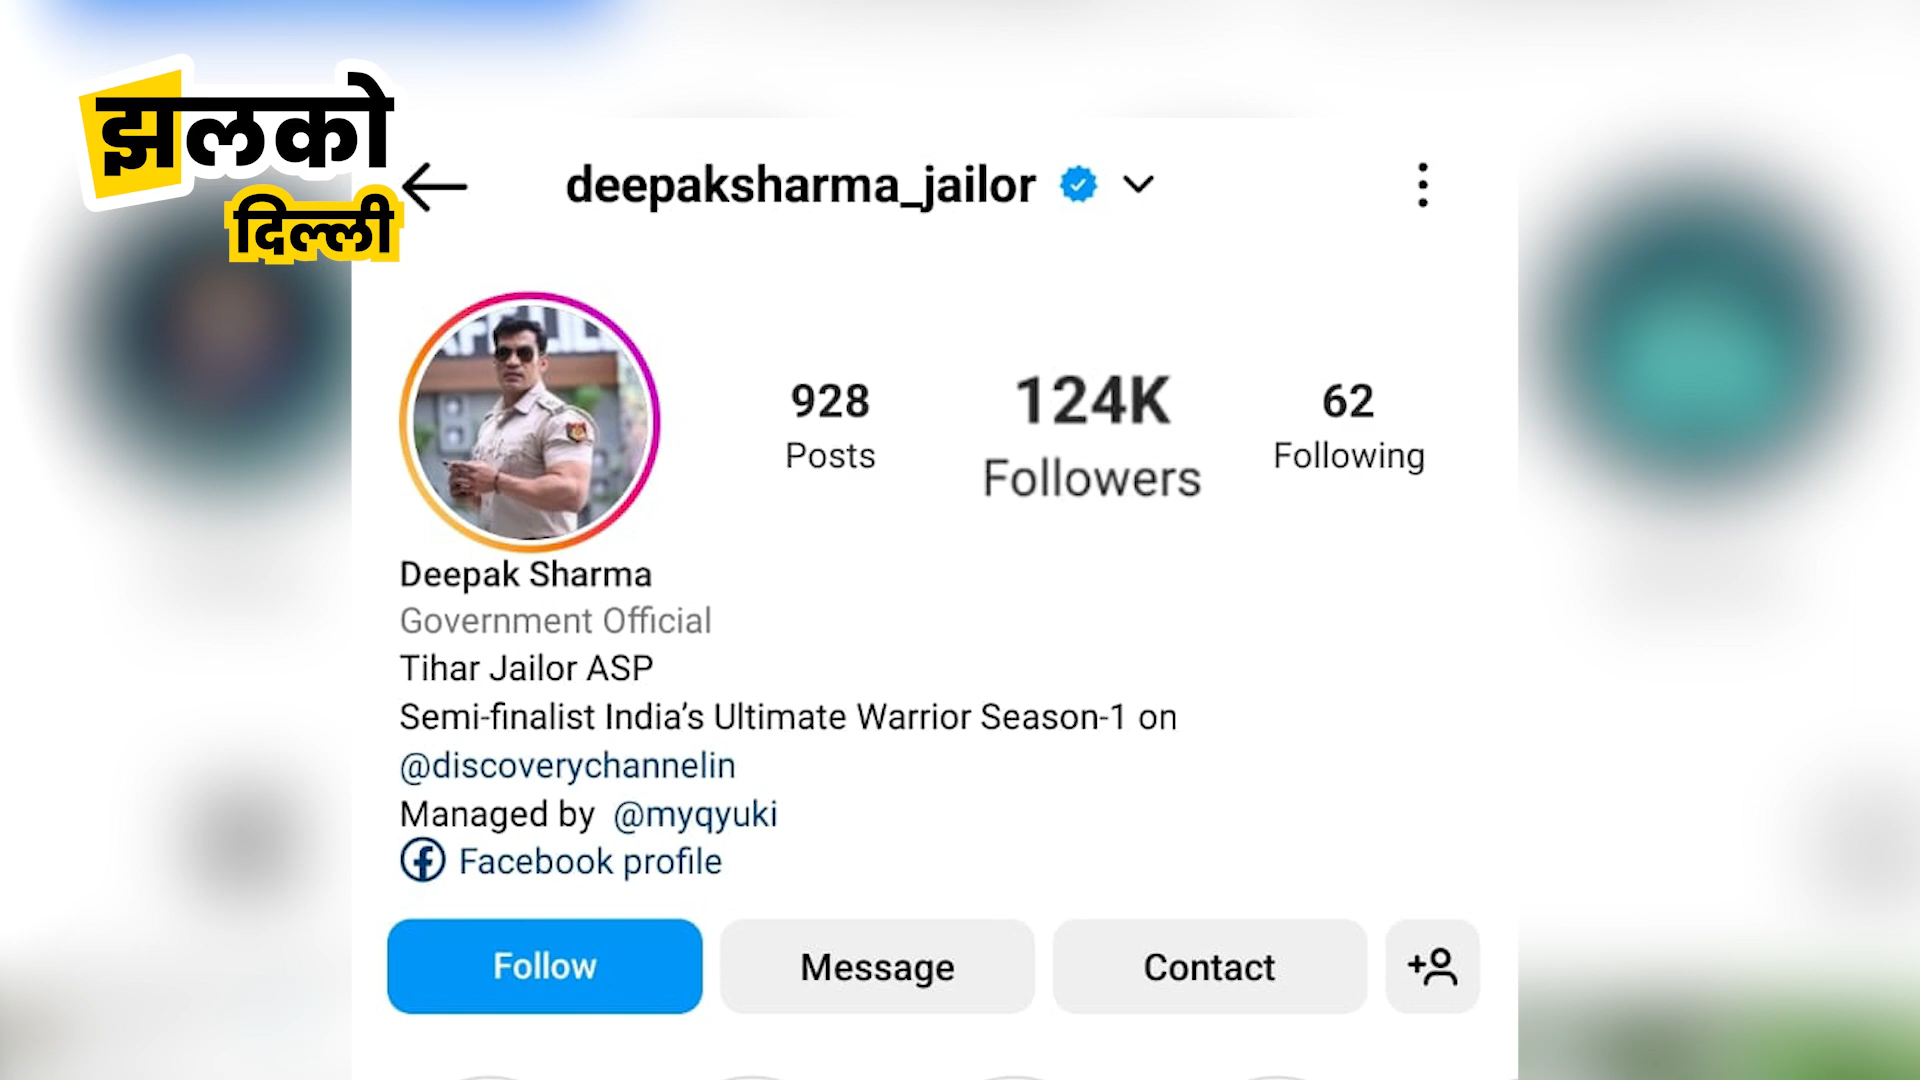 झलको
दिल्ली
deepaksharma_jailor
928
Posts
124K
Followers
62
Following
Deepak Sharma
Government Official
Tihar Jailor ASP
Semi-finalist India’s Ultimate Warrior Season-1 on
@discoverychannelin
Managed by @myqyuki
Facebook profile
Follow
Message
Contact